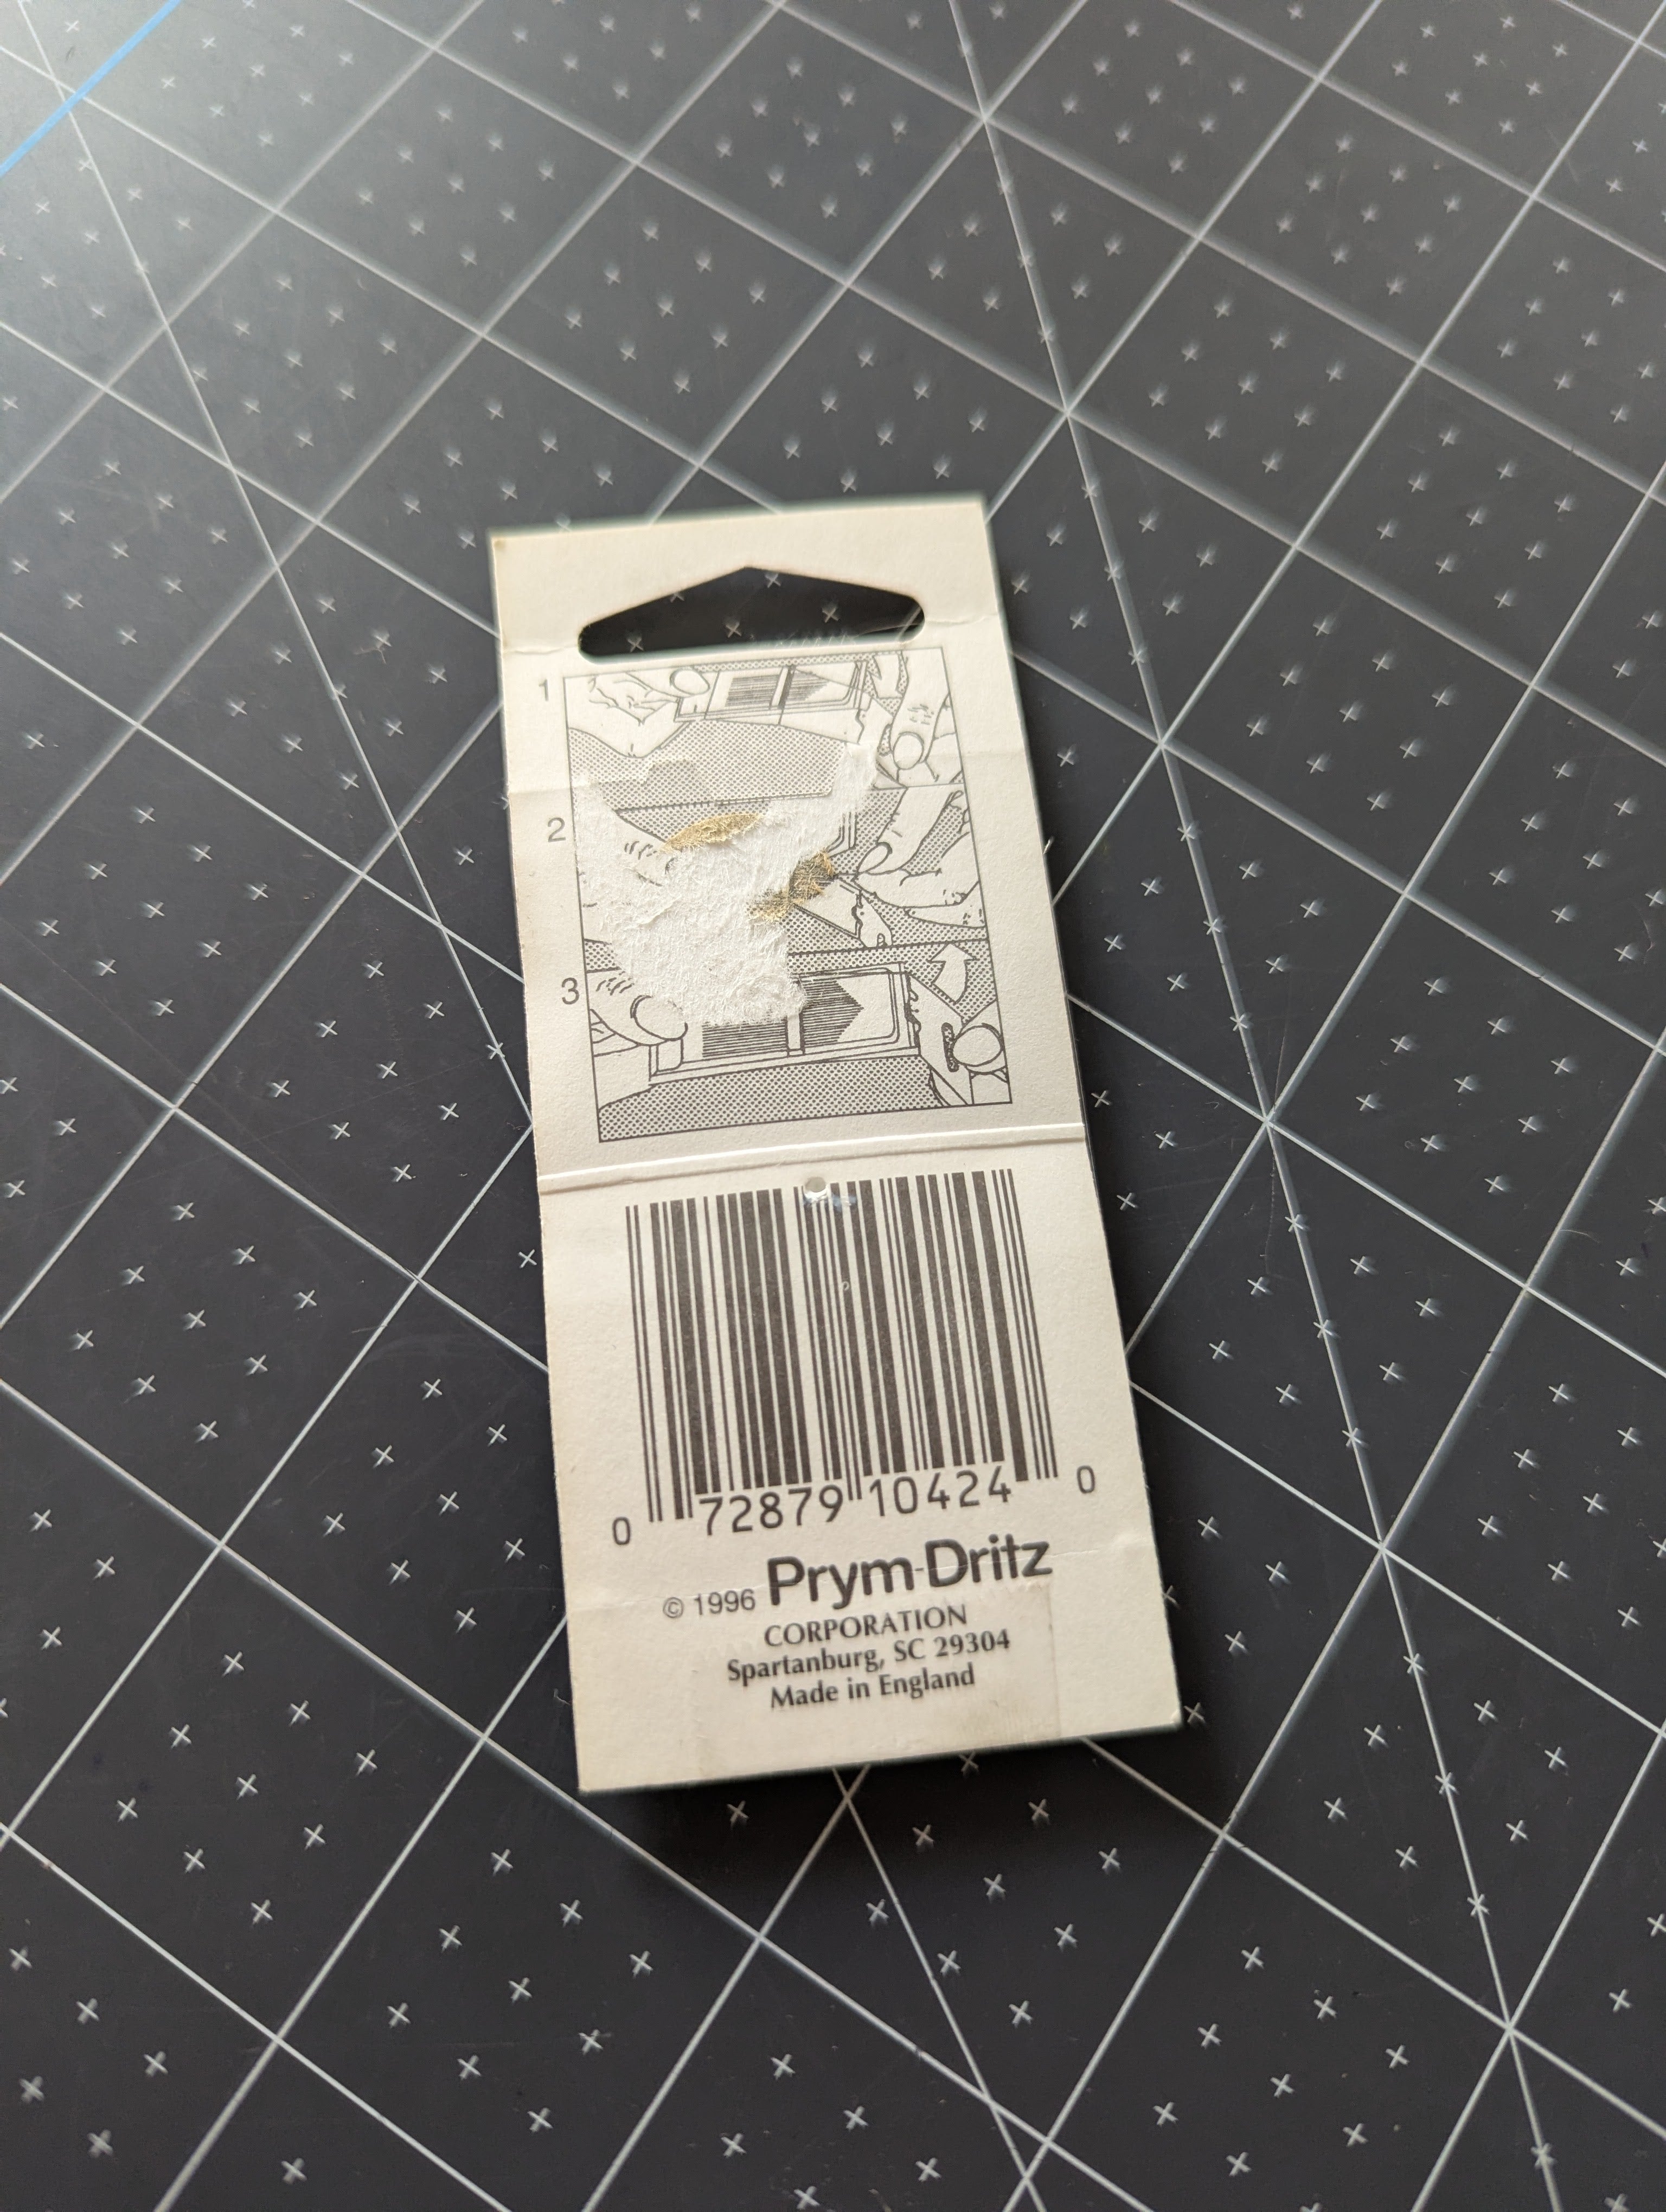 1
2
3
0 72879 10424 0
© 1996 Prym-Dritz
CORPORATION
Spartanburg, SC 29304
Made in England